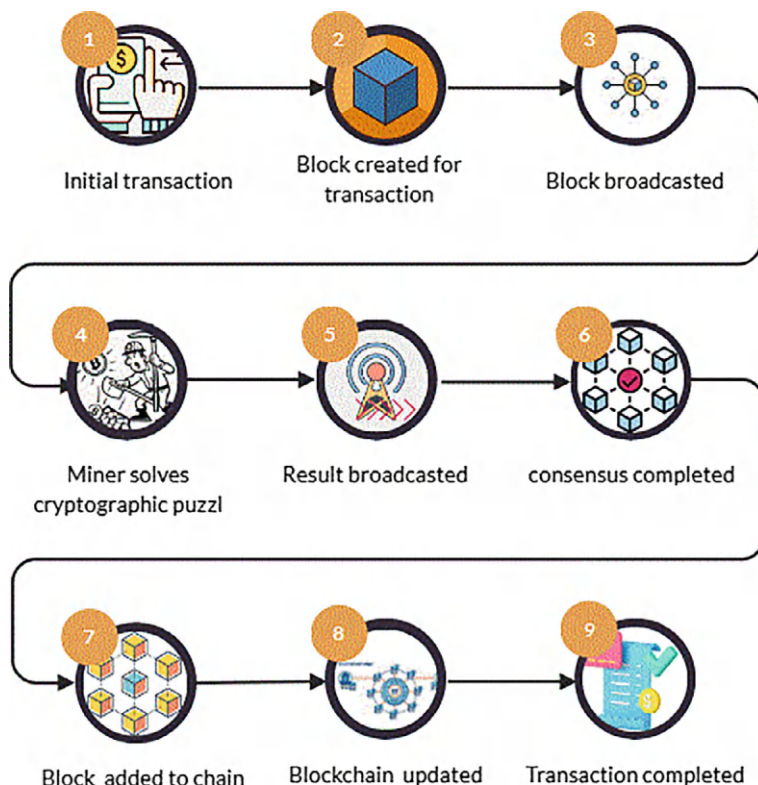 1
2
3
Initial transaction
Block created for
transaction
Block broadcasted
4
5
6
Miner solves
cryptographic puzzl
Result broadcasted
consensus completed
7
8
9
Block added to chain
Blockchain updated
Transaction completed